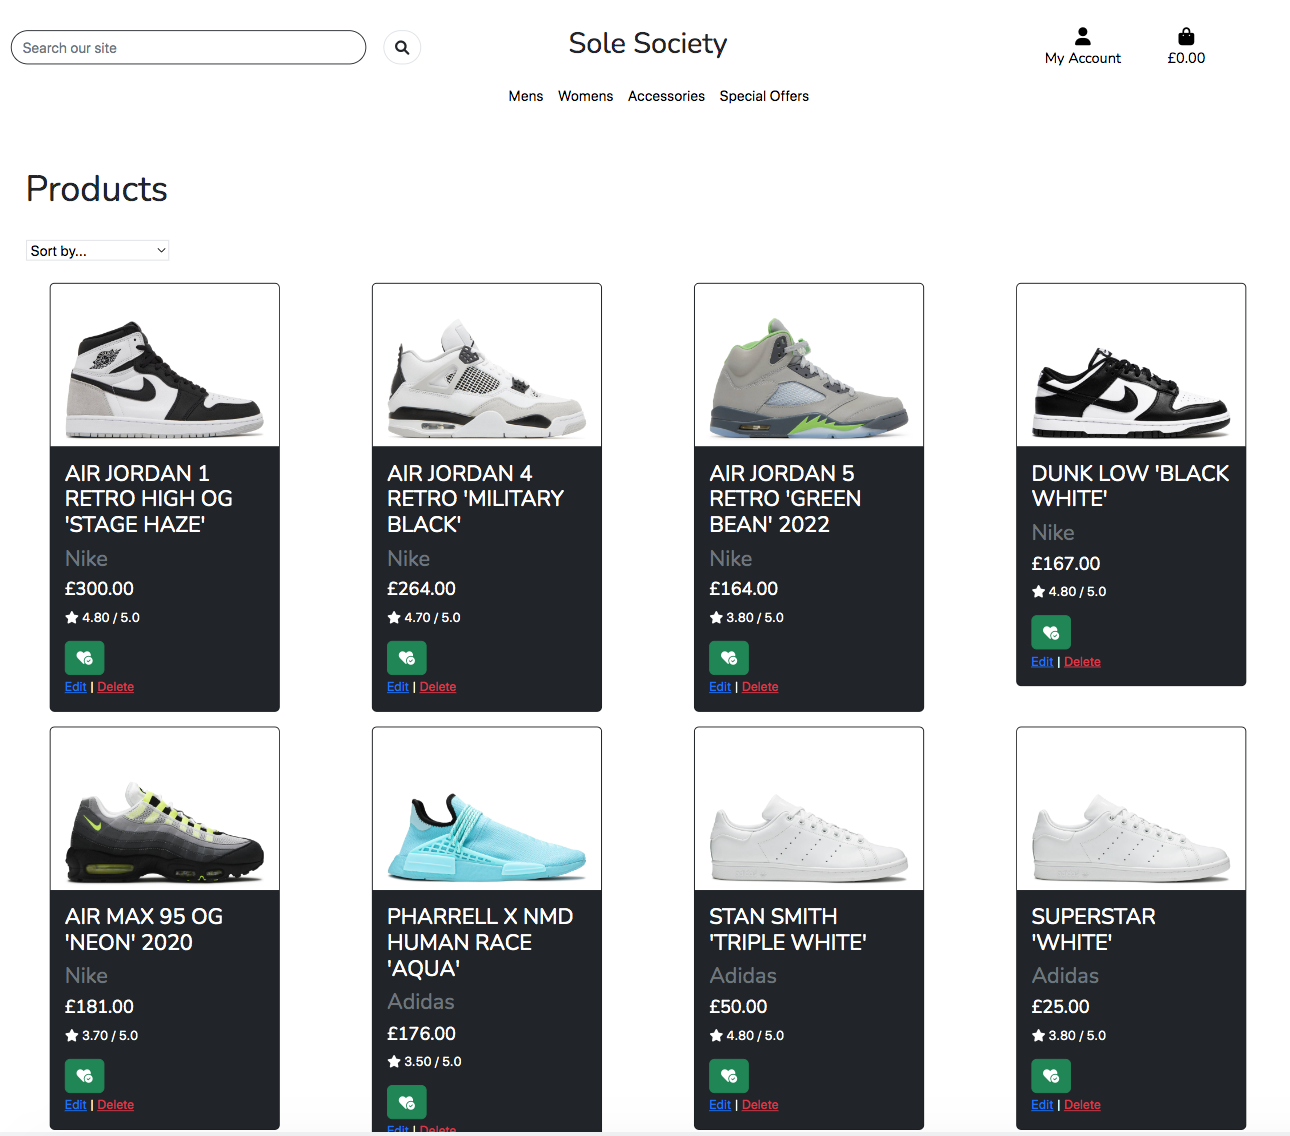 Search our site
Sole Society
My Account
£0.00
Mens Womens Accessories Special Offers
Products
Sort by...
AIR JORDAN 1
RETRO HIGH OG
'STAGE HAZE'
Nike
£300.00
4.80 / 5.0
Edit | Delete
AIR JORDAN 4
RETRO 'MILITARY
BLACK'
Nike
£264.00
4.70 / 5.0
Edit | Delete
AIR JORDAN 5
RETRO 'GREEN
BEAN' 2022
Nike
£164.00
3.80 / 5.0
Edit | Delete
DUNK LOW 'BLACK
WHITE'
Nike
£167.00
4.80 / 5.0
Edit | Delete
AIR MAX 95 OG
'NEON' 2020
Nike
£181.00
3.70 / 5.0
Edit | Delete
PHARRELL X NMD
HUMAN RACE
'AQUA'
Adidas
£176.00
3.50 / 5.0
Edit | Delete
STAN SMITH
'TRIPLE WHITE'
Adidas
£50.00
4.80 / 5.0
Edit | Delete
SUPERSTAR
'WHITE'
Adidas
£25.00
3.80 / 5.0
Edit | Delete